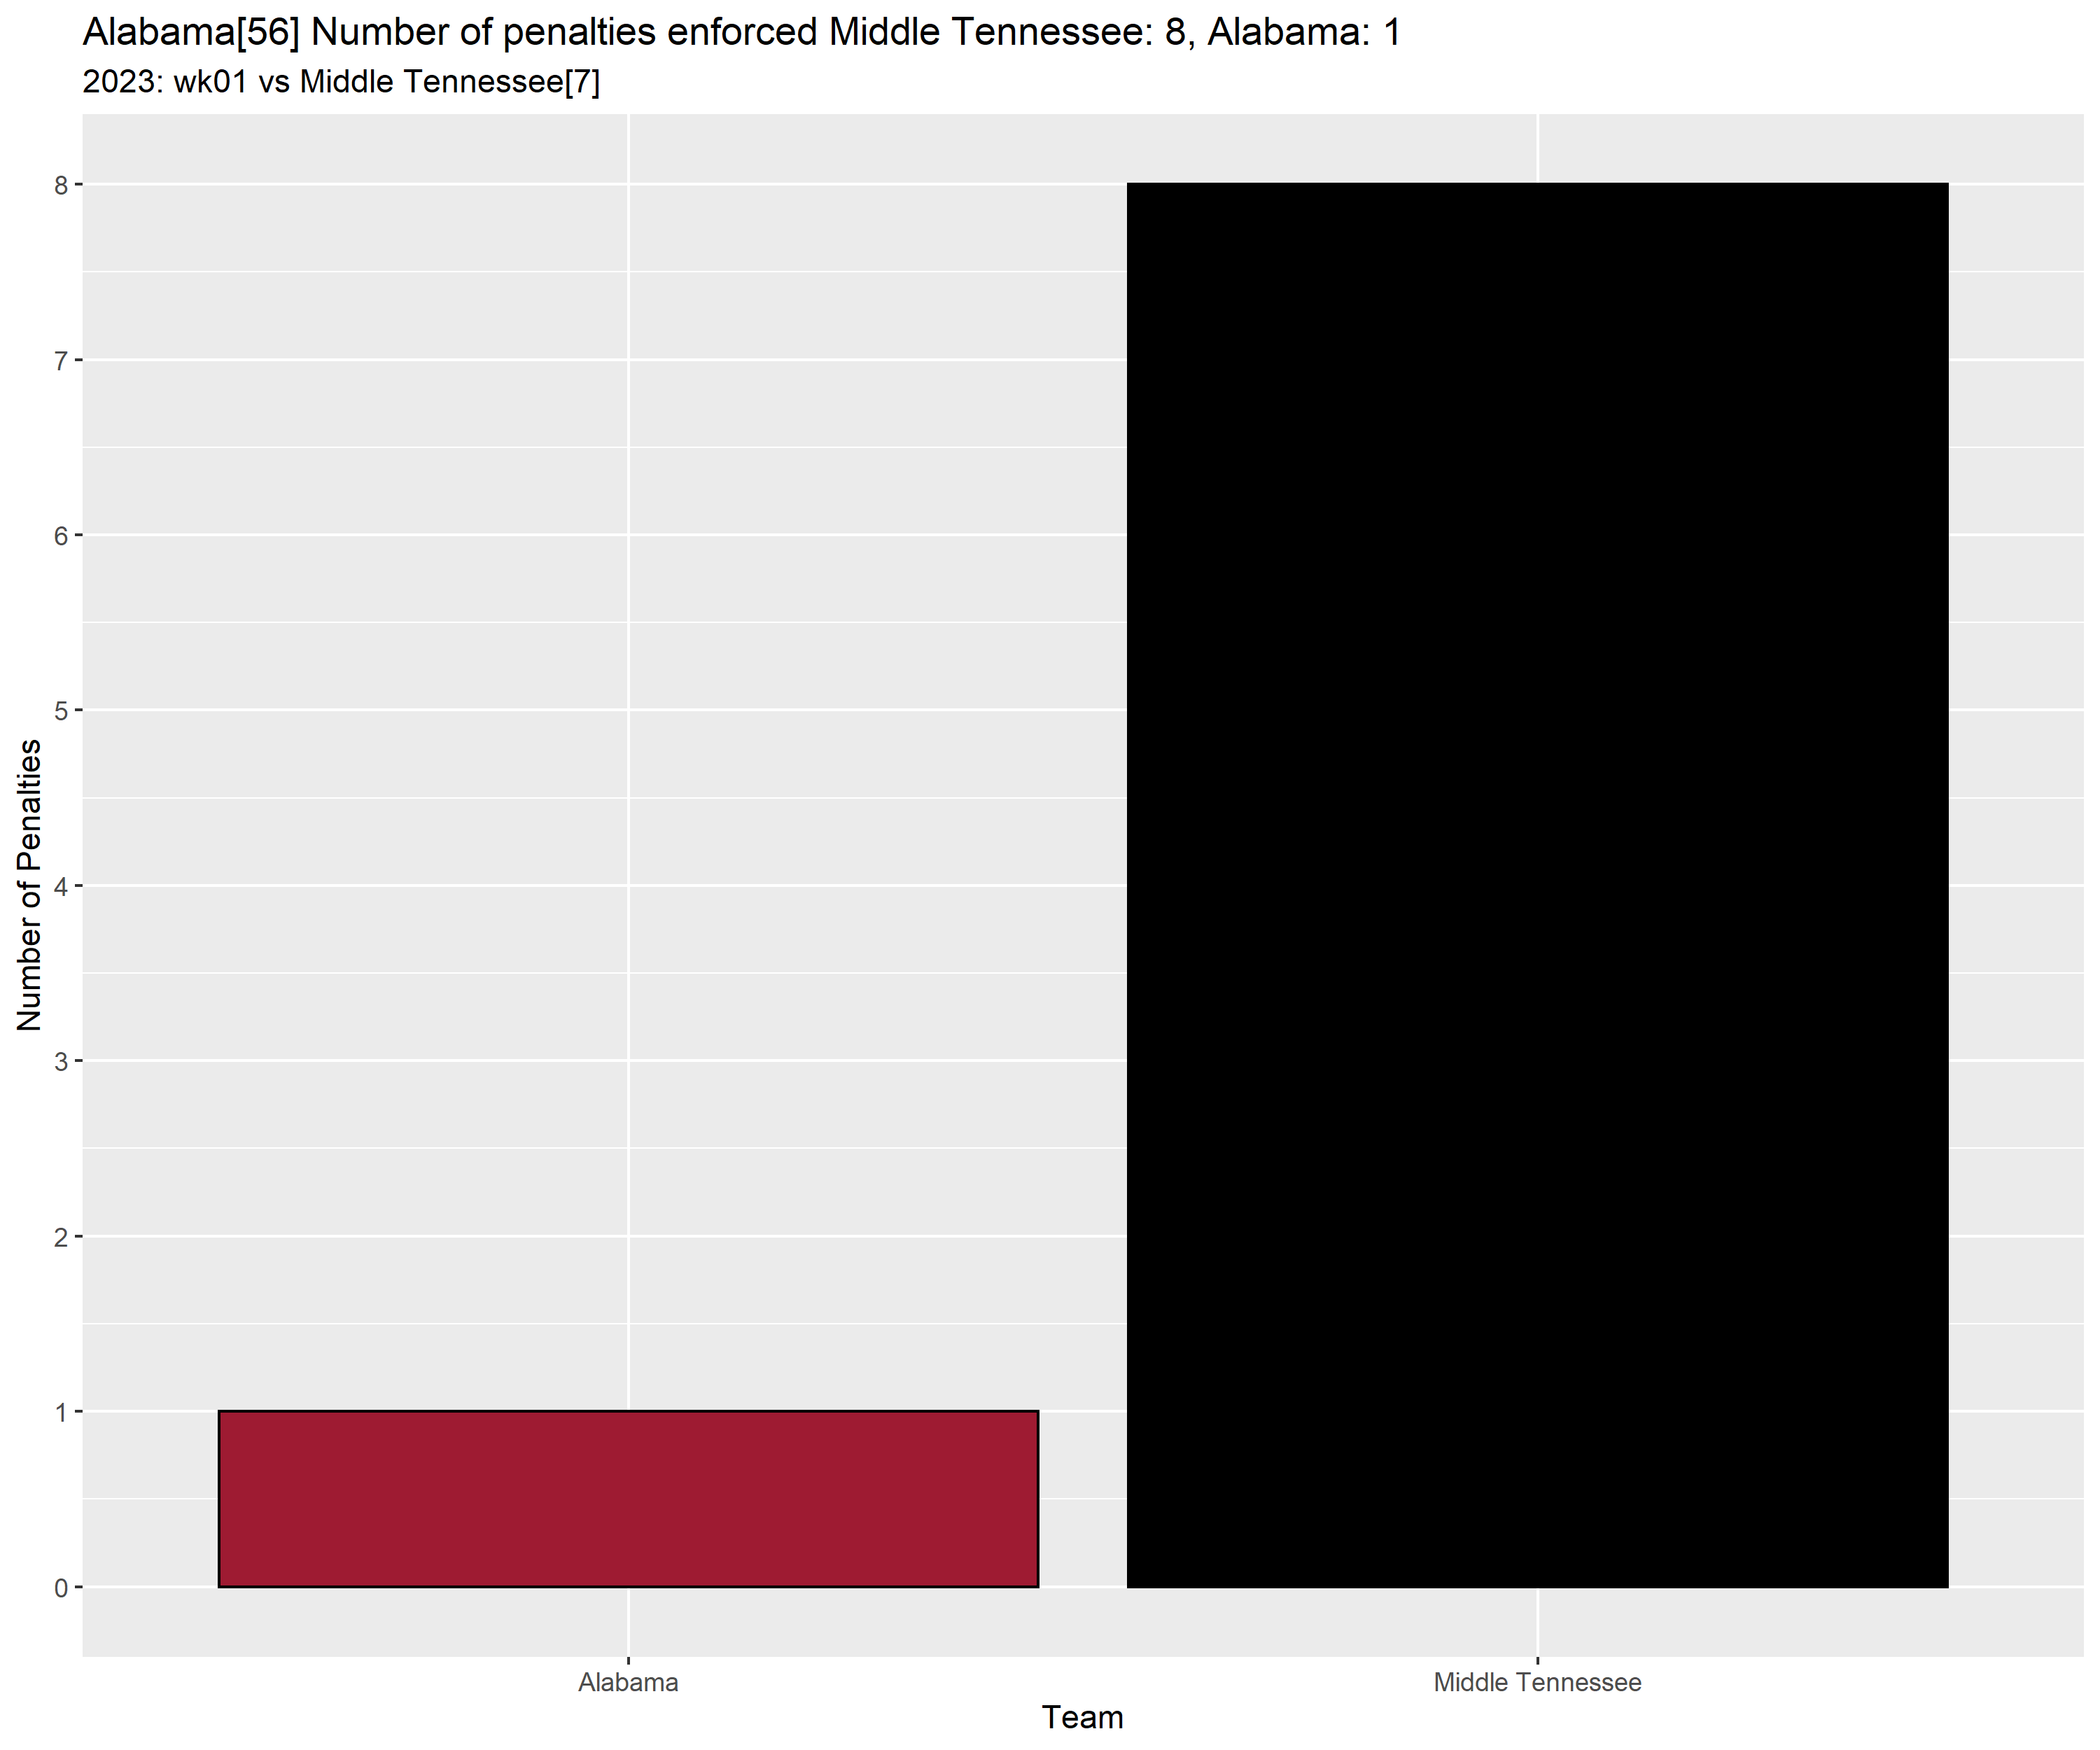 Alabama[56] Number of penalties enforced Middle Tennessee: 8, Alabama: 1
2023: wk01 vs Middle Tennessee[7]
8
7
6
5
4
3
2
1
0
Number of Penalties
Alabama
Middle Tennessee
Team